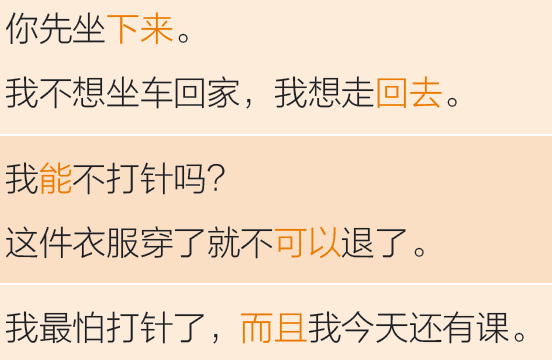 你先坐下来。
我不想坐车回家，我想走回去。
我能不打针吗？
这件衣服穿了就不可以退了。
我最怕打针了，而且我今天还有课。